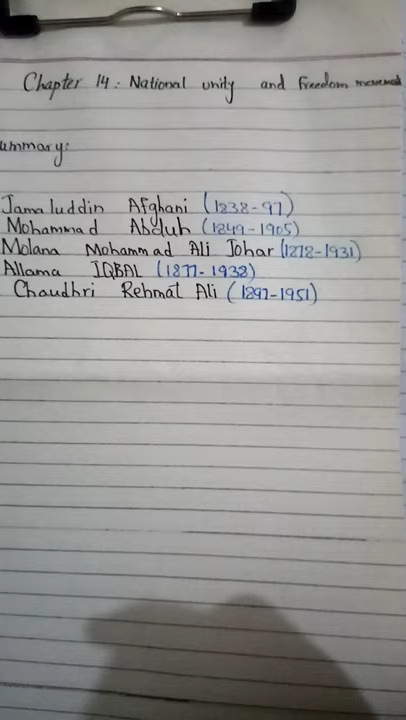 Chapter 14: National unity and freedom movement
ummary:
Jamaluddin Afghani (1838-97)
Mohammad Abduh (1849-1905)
Molana Mohammad Ali Johar (1878-1931)
Allama IQBAL (1877-1938)
Chaudhri Rehmat Ali (1897-1951)